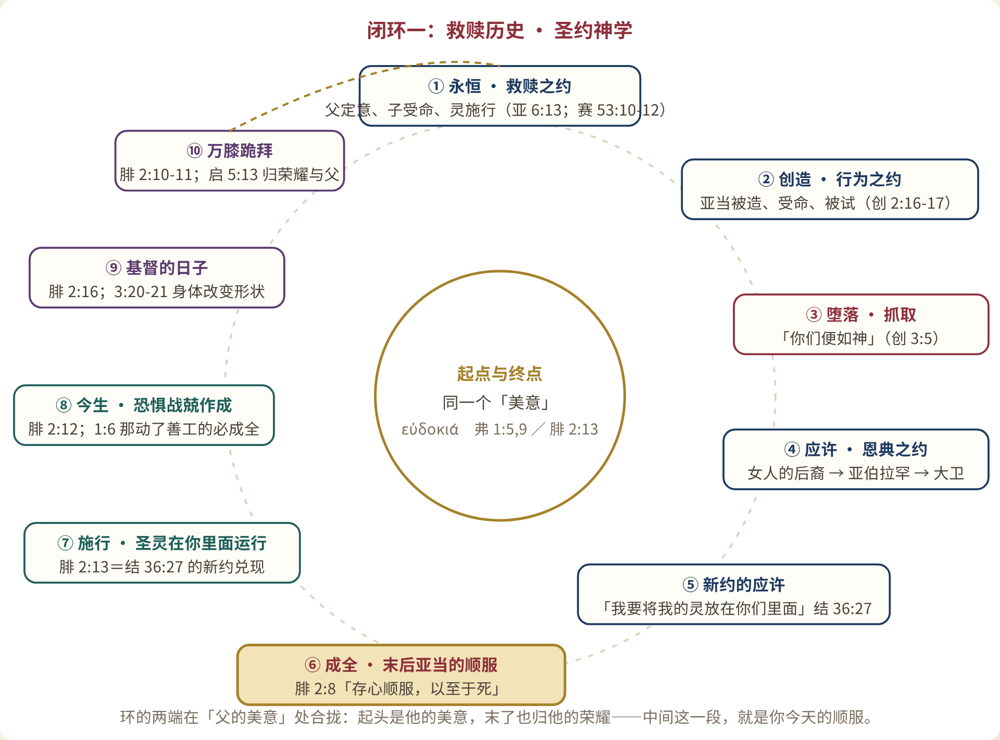 闭环一：救赎历史 · 圣约神学
① 永恒 · 救赎之约
父定意、子受命、灵施行（亚 6:13；赛 53:10-12）
② 创造 · 行为之约
亚当被造、受命、被试（创 2:16-17）
③ 堕落 · 抓取
「你们便如神」（创 3:5）
④ 应许 · 恩典之约
女人的后裔 → 亚伯拉罕 → 大卫
⑤ 新约的应许
「我要将我的灵放在你们里面」结 36:27
⑥ 成全 · 末后亚当的顺服
腓 2:8「存心顺服，以至于死」
⑦ 施行 · 圣灵在你里面运行
腓 2:13＝结 36:27 的新约兑现
⑧ 今生 · 恐惧战兢作成
腓 2:12；1:6 那动了善工的必成全
⑨ 基督的日子
腓 2:16；3:20-21 身体改变形状
⑩ 万膝跪拜
腓 2:10-11；启 5:13 归荣耀与父
起点与终点
同一个「美意」
εὐδοκιά　弗 1:5,9 ／ 腓 2:13
环的两端在「父的美意」处合拢：起头是他的美意，末了也归他的荣耀——中间这一段，就是你今天的顺服。